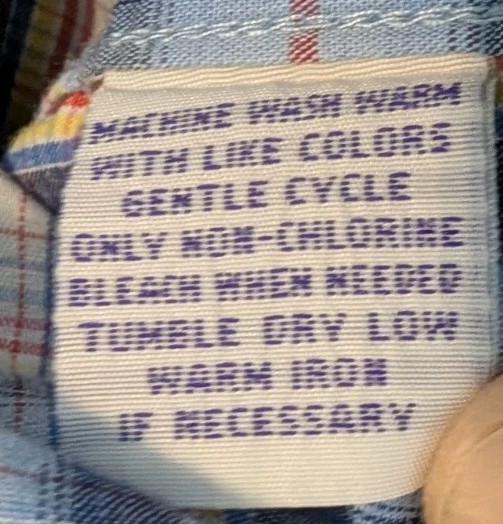 MACHINE WASH WARM
WITH LIKE COLORS
GENTLE CYCLE
ONLY NON-CHLORINE
BLEACH WHEN NEEDED
TUMBLE DRY LOW
WARM IRON
IF NECESSARY